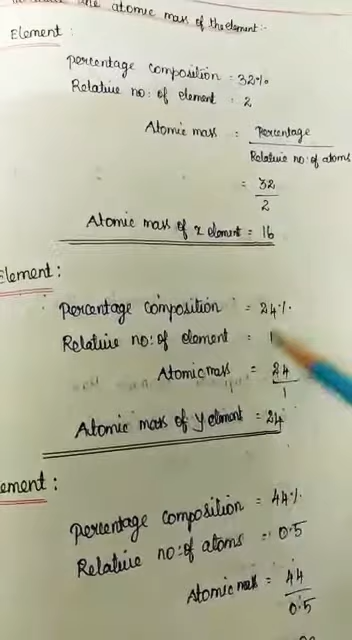 the atomic mass of the element:-
Element:
Percentage composition = 32%
Relative no: of element = 2
Atomic mass = Percentage
Relative no: of atoms
= 32
2
Atomic mass of x element = 16
Element:
Percentage composition = 24%
Relative no: of element = 1
Atomic mass = 24
1
Atomic mass of y element = 24
ement:
Percentage composition = 44%
Relative no: of atoms = 0.5
Atomic mass = 44
0.5